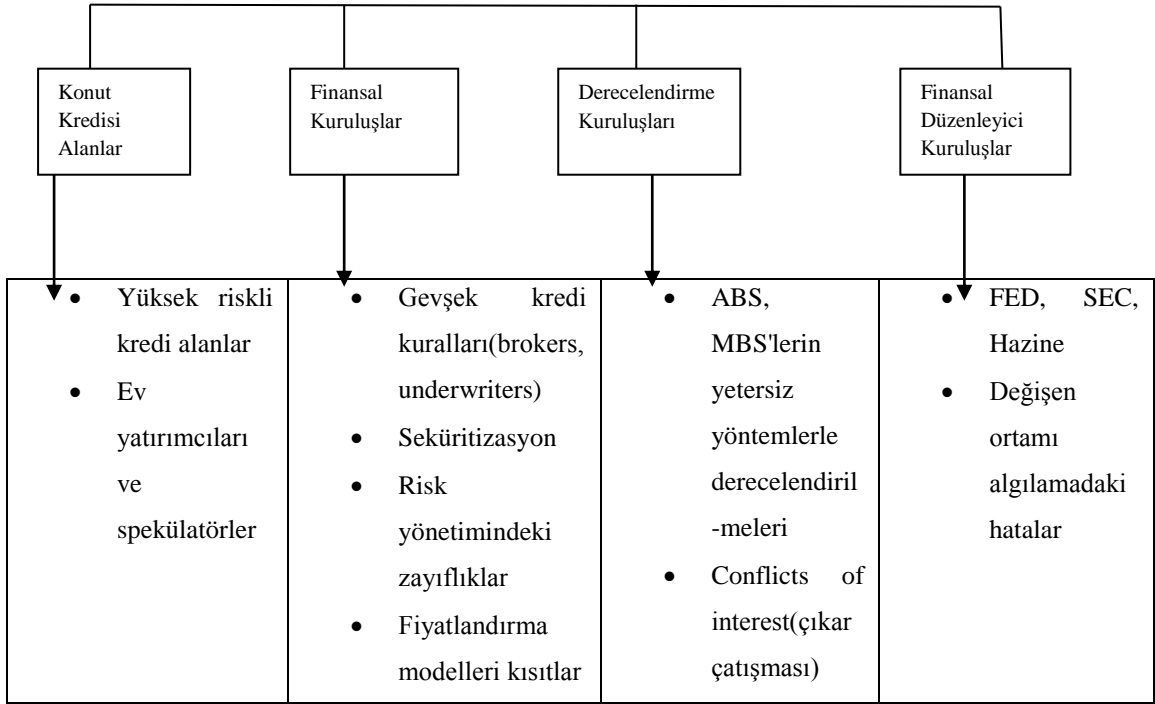 Konut
Kredisi
Alanlar
Finansal
Kuruluşlar
Derecelendirme
Kuruluşları
Finansal
Düzenleyici
Kuruluşlar
• Yüksek riskli
kredi alanlar
• Ev
yatırımcıları
ve
spekülatörler
• Gevşek kredi
kuralları(brokers,
underwriters)
• Seküritizasyon
• Risk
yönetimindeki
zayıflıklar
• Fiyatlandırma
modelleri kısıtlar
• ABS,
MBS'lerin
yetersiz
yöntemlerle
derecelendiril
-meleri
• Conflicts of
interest(çıkar
çatışması)
• FED, SEC,
Hazine
• Değişen
ortamı
algılamadaki
hatalar